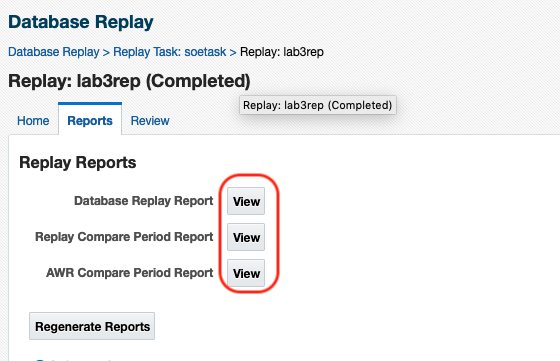 Database Replay
Database Replay > Replay Task: soetask > Replay: lab3rep
Replay: lab3rep (Completed)
Replay: lab3rep (Completed)
Home Reports Review
Replay Reports
Database Replay Report View
Replay Compare Period Report View
AWR Compare Period Report View
Regenerate Reports